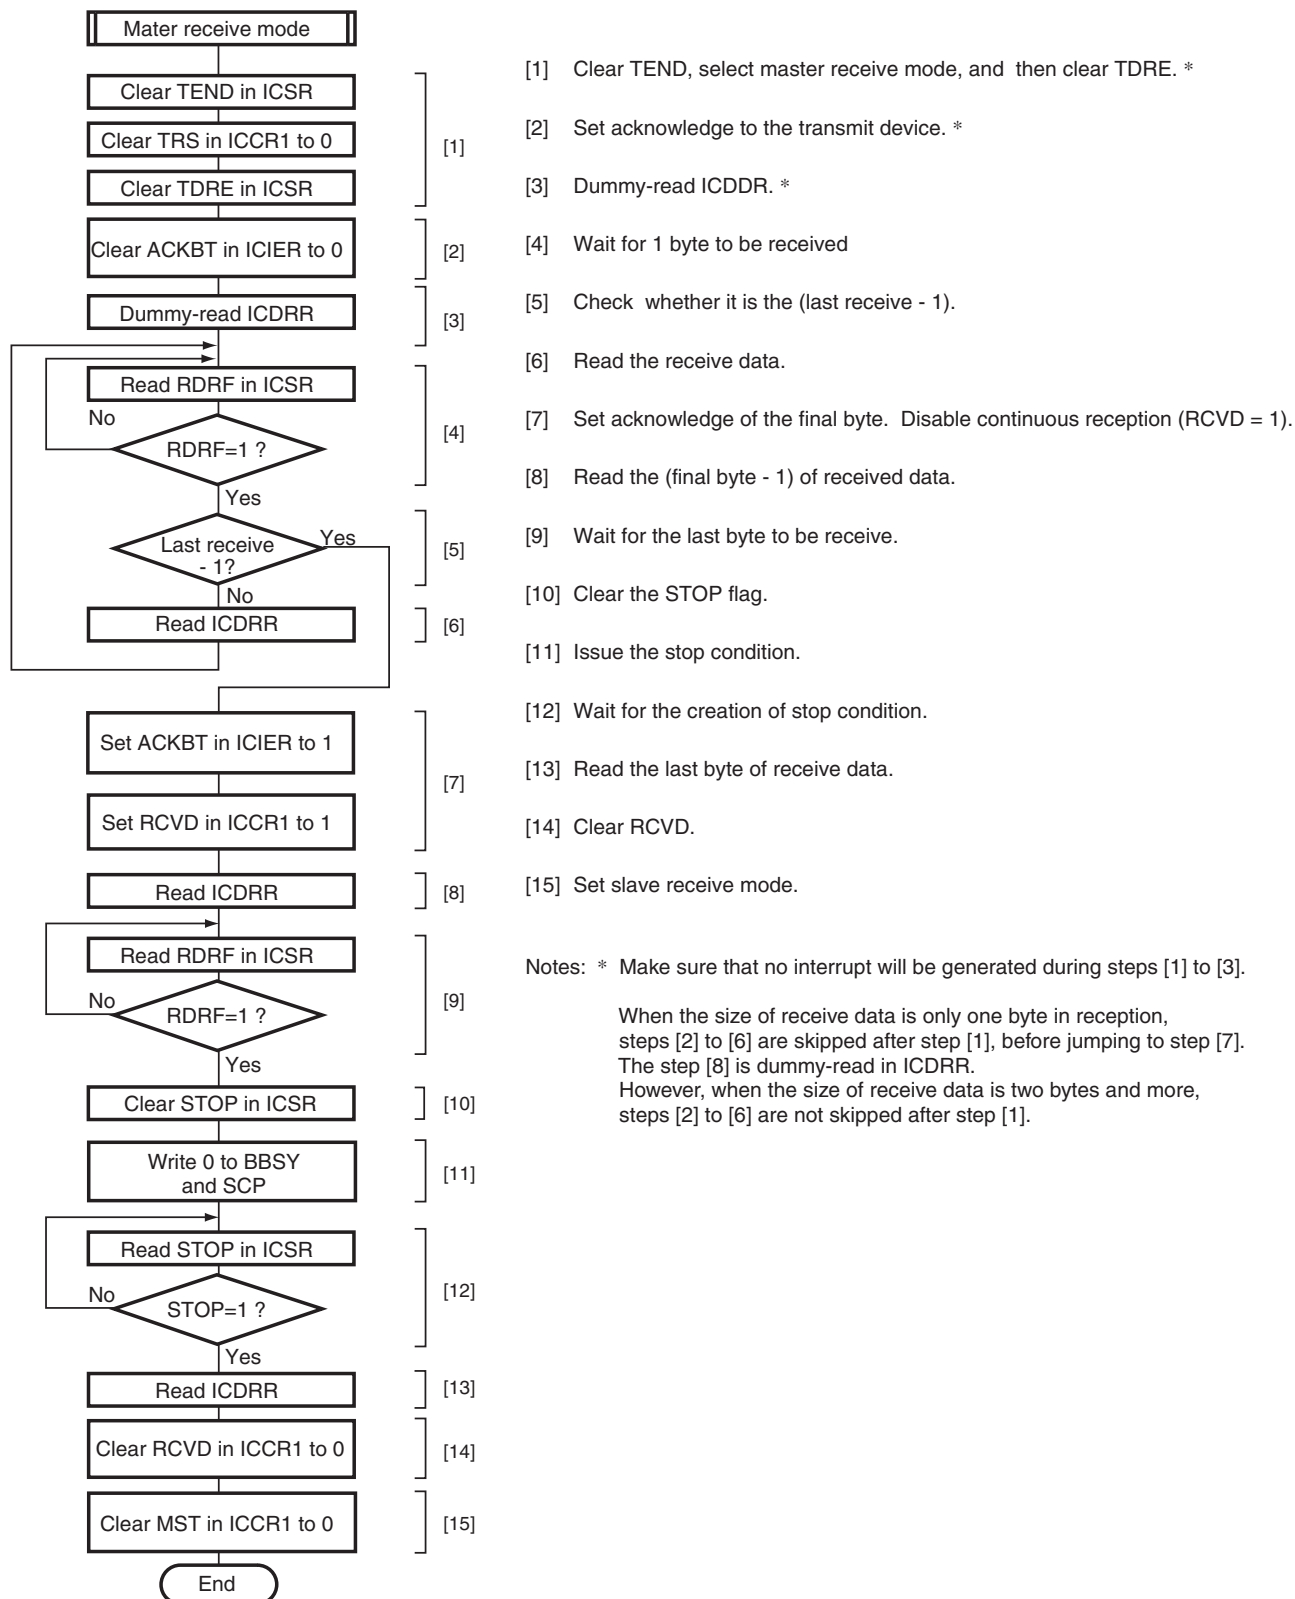 Mater receive mode
Clear TEND in ICSR
Clear TRS in ICCR1 to 0
Clear TDRE in ICSR
[1]
Clear ACKBT in ICIER to 0
[2]
Dummy-read ICDRR
[3]
Read RDRF in ICSR
No
RDRF=1 ?
[4]
Yes
Last receive
- 1?
Yes
[5]
No
Read ICDRR
[6]
Set ACKBT in ICIER to 1
[7]
Set RCVD in ICCR1 to 1
Read ICDRR
[8]
Read RDRF in ICSR
No
RDRF=1 ?
[9]
Yes
Clear STOP in ICSR
[10]
Write 0 to BBSY
and SCP
[11]
Read STOP in ICSR
No
STOP=1 ?
[12]
Yes
Read ICDRR
[13]
Clear RCVD in ICCR1 to 0
[14]
Clear MST in ICCR1 to 0
[15]
End
[1] Clear TEND, select master receive mode, and then clear TDRE. *
[2] Set acknowledge to the transmit device. *
[3] Dummy-read ICDDR. *
[4] Wait for 1 byte to be received
[5] Check whether it is the (last receive - 1).
[6] Read the receive data.
[7] Set acknowledge of the final byte. Disable continuous reception (RCVD = 1).
[8] Read the (final byte - 1) of received data.
[9] Wait for the last byte to be receive.
[10] Clear the STOP flag.
[11] Issue the stop condition.
[12] Wait for the creation of stop condition.
[13] Read the last byte of receive data.
[14] Clear RCVD.
[15] Set slave receive mode.
Notes: * Make sure that no interrupt will be generated during steps [1] to [3].
When the size of receive data is only one byte in reception,
steps [2] to [6] are skipped after step [1], before jumping to step [7].
The step [8] is dummy-read in ICDRR.
However, when the size of receive data is two bytes and more,
steps [2] to [6] are not skipped after step [1].